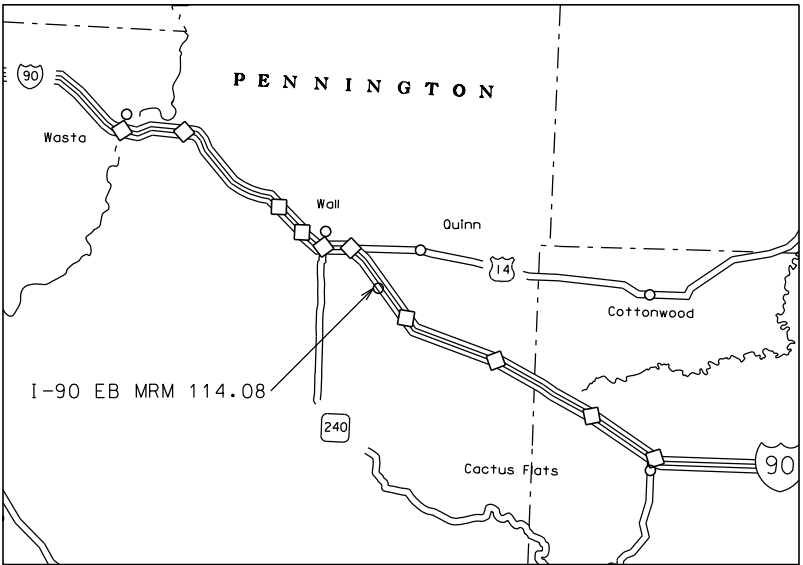 90
PENNINGTON
Wasta
Wall
Quinn
14
Cottonwood
I-90 EB MRM 114.08
240
Cactus Flats
90